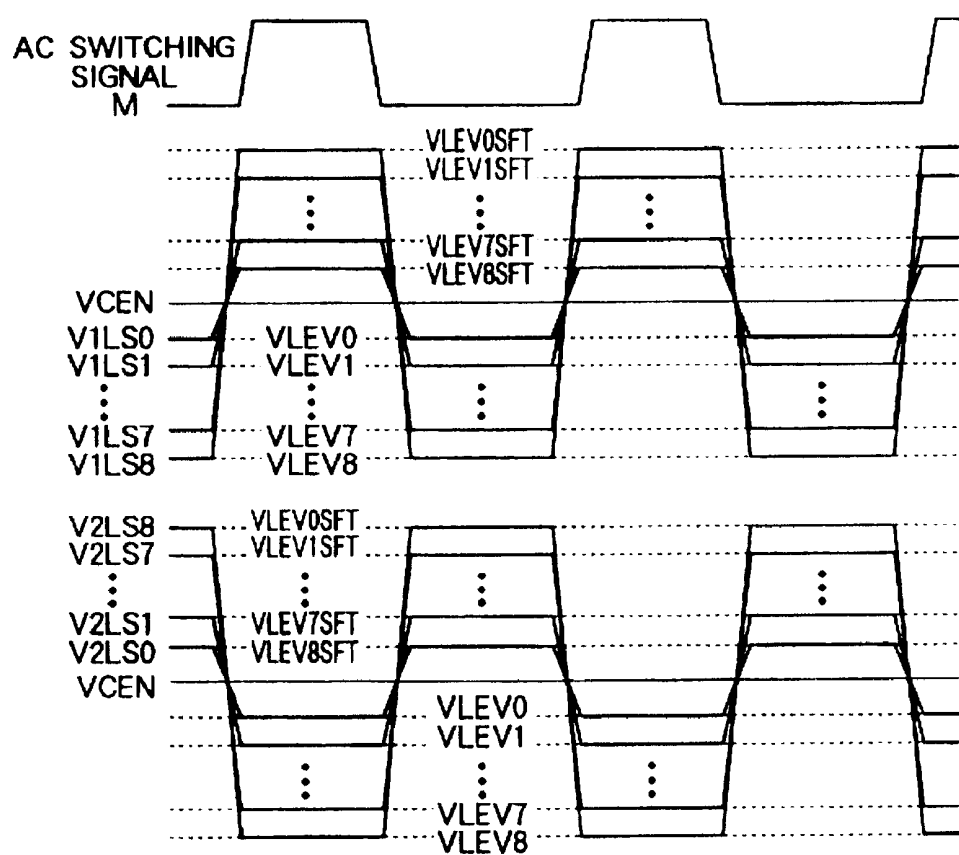 AC SWITCHING
SIGNAL
M
VLEV0SFT
VLEV1SFT
VLEV7SFT
VLEV8SFT
VCEN
V1LS0 VLEV0
V1LS1 VLEV1
V1LS7 VLEV7
V1LS8 VLEV8
V2LS8 VLEV0SFT
V2LS7 VLEV1SFT
V2LS1 VLEV7SFT
V2LS0 VLEV8SFT
VCEN
VLEV0
VLEV1
VLEV7
VLEV8